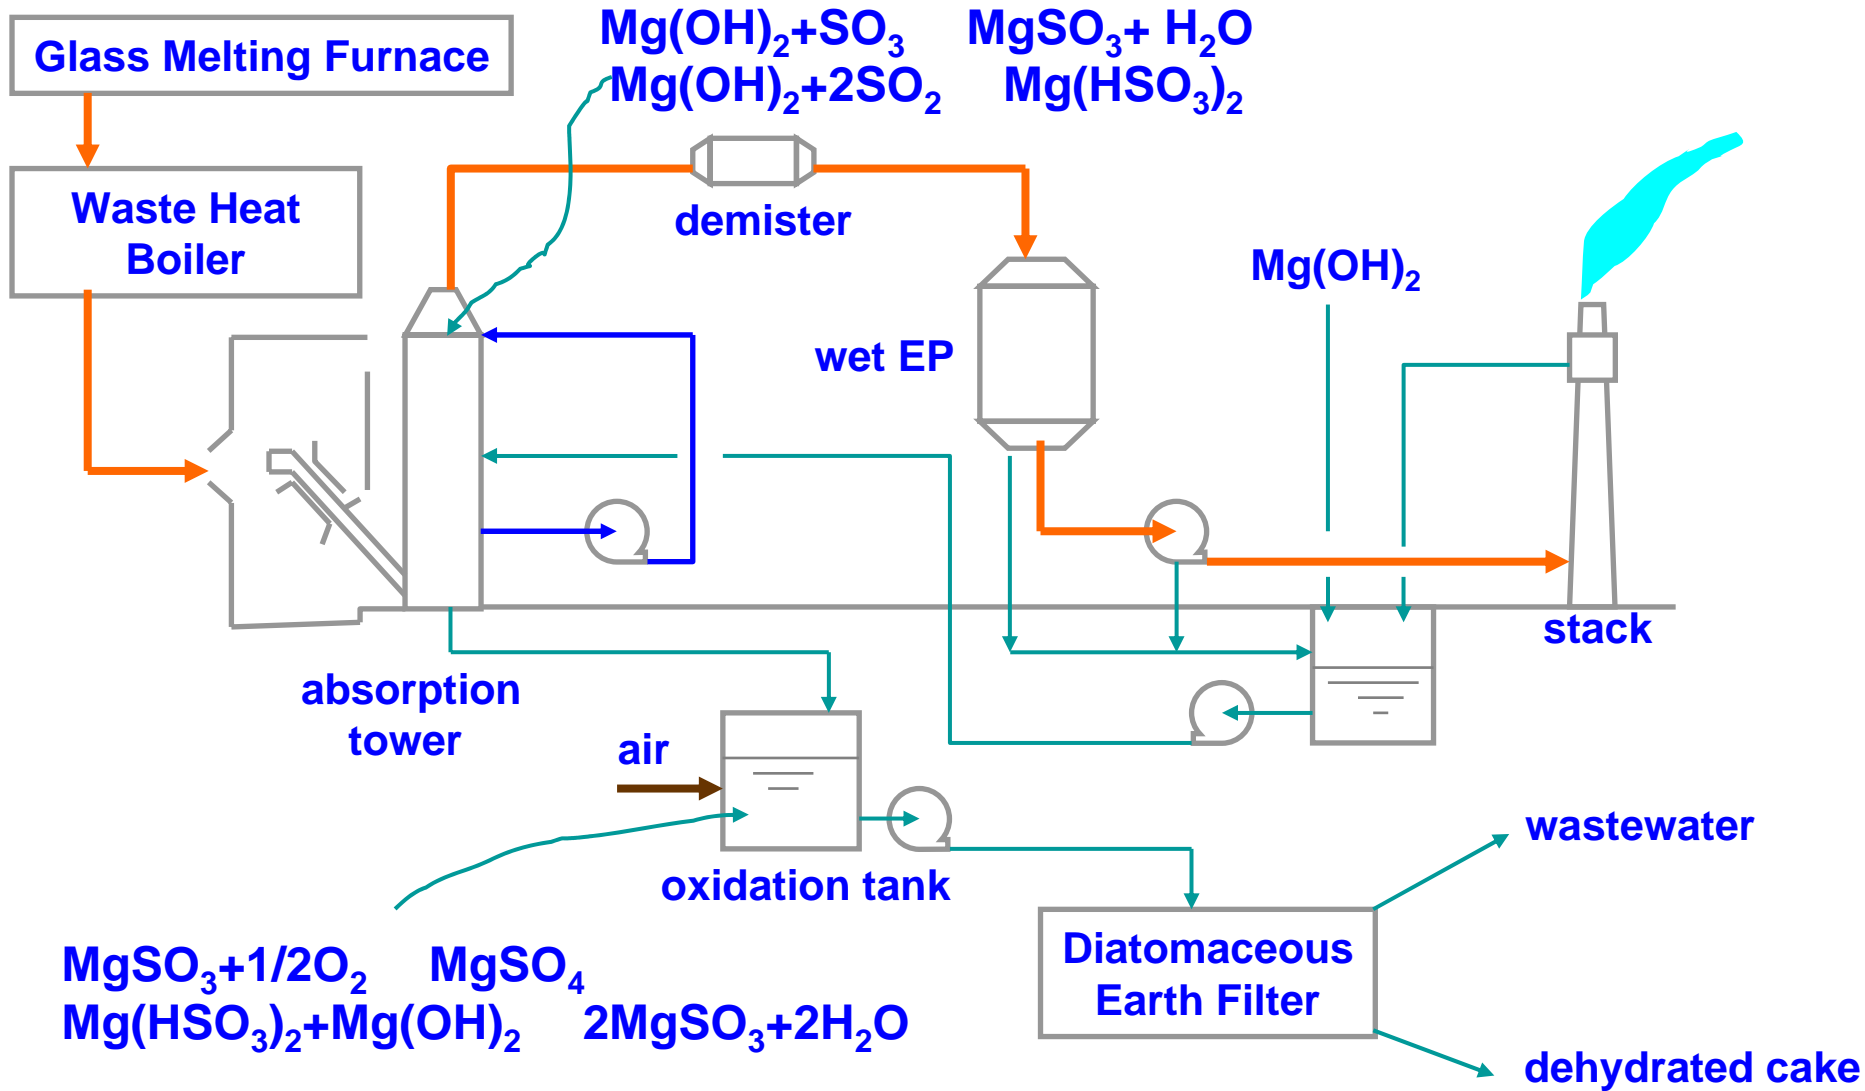 Glass Melting Furnace
Mg(OH)₂+SO₃ MgSO₃+ H₂O
Mg(OH)₂+2SO₂ Mg(HSO₃)₂
Waste Heat
Boiler
demister
Mg(OH)₂
wet EP
stack
absorption
tower
air
oxidation tank
wastewater
Diatomaceous
Earth Filter
dehydrated cake
MgSO₃+1/2O₂ MgSO₄
Mg(HSO₃)₂+Mg(OH)₂ 2MgSO₃+2H₂O